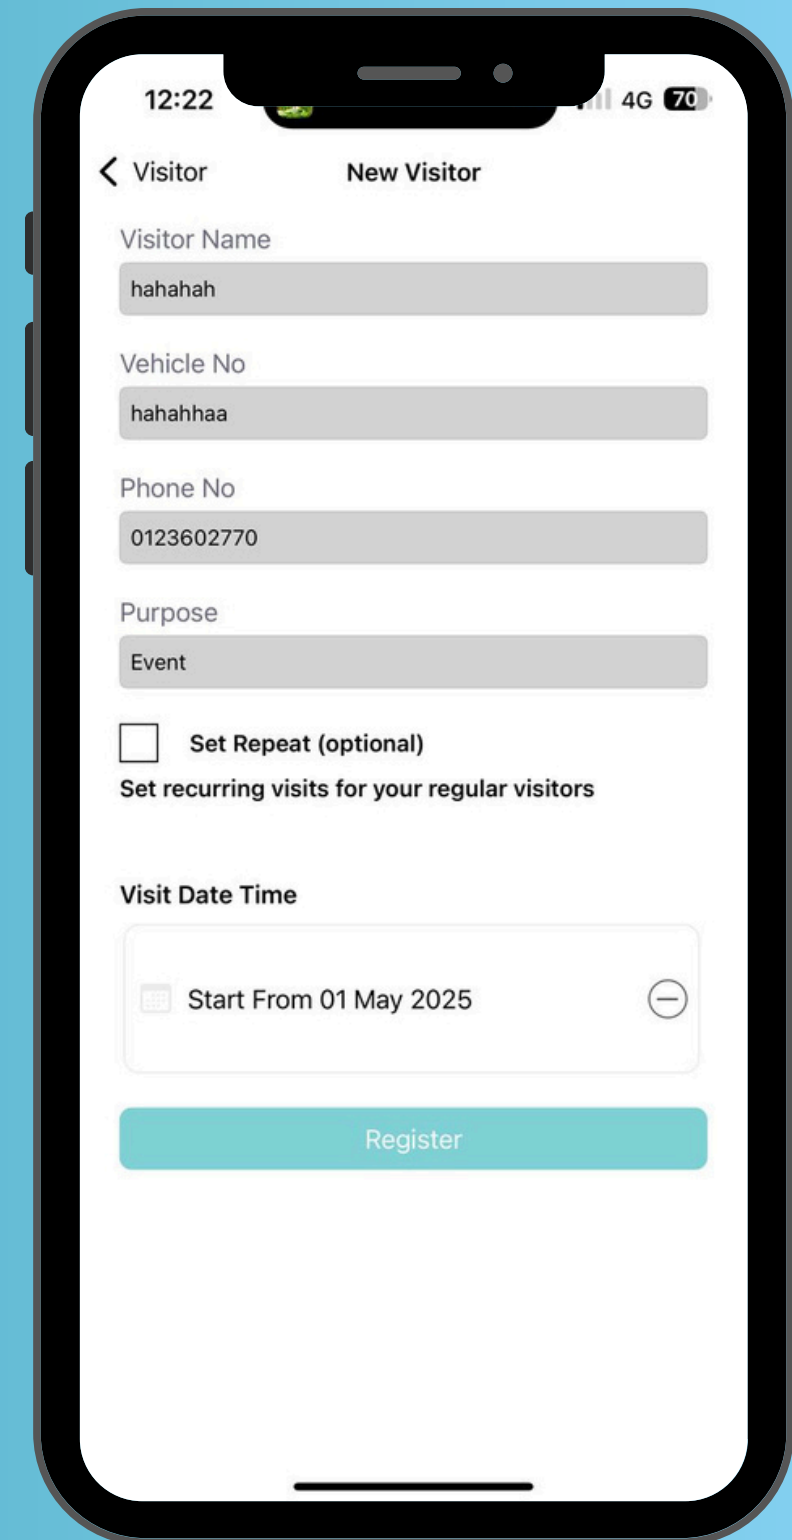 12:22
4G 70
Visitor
New Visitor
Visitor Name
hahahah
Vehicle No
hahahhaa
Phone No
0123602770
Purpose
Event
Set Repeat (optional)
Set recurring visits for your regular visitors
Visit Date Time
Start From 01 May 2025
Register